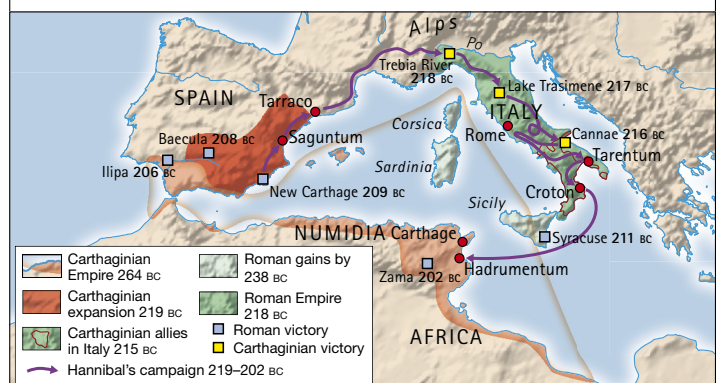 Alps
Po
Trebia River
218 BC
Lake Trasimene 217 BC
SPAIN
Tarraco
ITALY
Corsica
Rome
Baecula 208 BC
Saguntum
Cannae 216 BC
Tarentum
Ilipa 206 BC
Sardinia
New Carthage 209 BC
Croton
Sicily
NUMIDIA
Carthage
Syracuse 211 BC
Zama 202 BC
Hadrumentum
AFRICA
Carthaginian
Empire 264 BC
Roman gains by
238 BC
Carthaginian
expansion 219 BC
Roman Empire
218 BC
Carthaginian allies
in Italy 215 BC
Roman victory
Carthaginian victory
Hannibal's campaign 219–202 BC